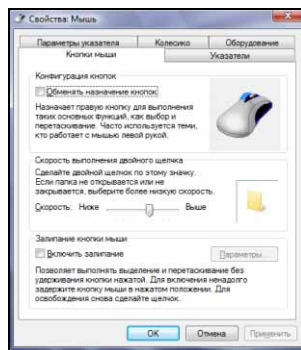 Свойства: Мышь
Параметры указателя Колесико Оборудование
Кнопки мыши Указатели
Конфигурация кнопок
Обменять назначение кнопок
Назначает правую кнопку для выполнения
таких основных функций, как выбор и
перетаскивание. Часто используется теми,
кто работает с мышью левой рукой.
Скорость выполнения двойного щелчка
Сделайте двойной щелчок по этому значку.
Если папка не открывается или не
закрывается, выберите более низкую скорость.
Скорость: Ниже Выше
Залипание кнопки мыши
Включить залипание Параметры...
Позволяет выполнять выделение и перетаскивание без
удерживания кнопки нажатой. Для включения ненадолго
задержите кнопку мыши в нажатом положении. Для
освобождения снова сделайте щелчок.
OK Отмена Применить